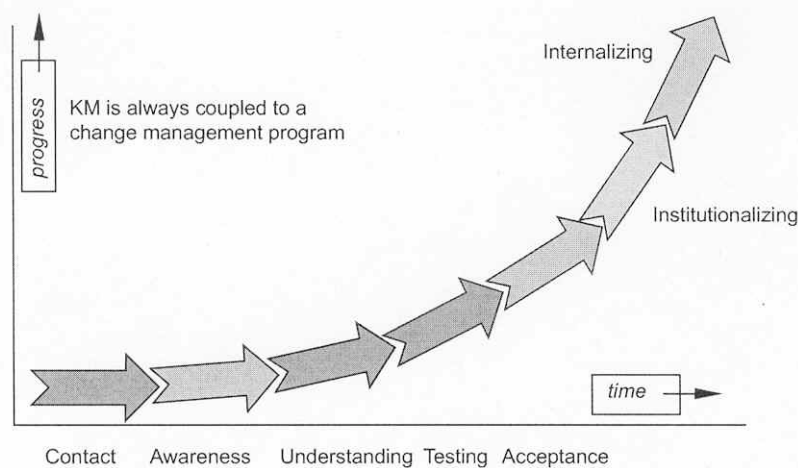 Internalizing
progress
KM is always coupled to a
change management program
Institutionalizing
time
Contact Awareness Understanding Testing Acceptance